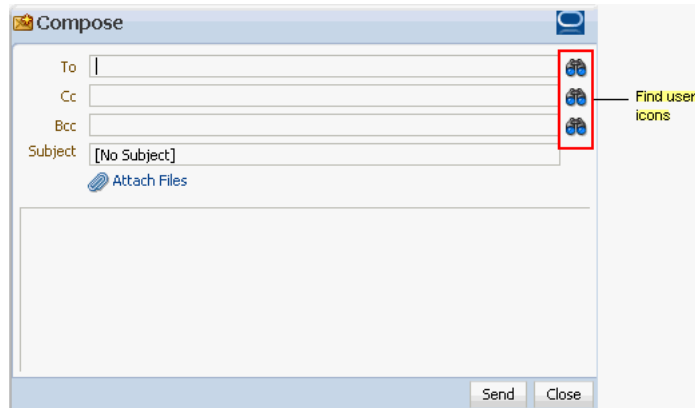 Compose
To
Cc
Find user
icons
Bcc
Subject
[No Subject]
Attach Files
Send
Close